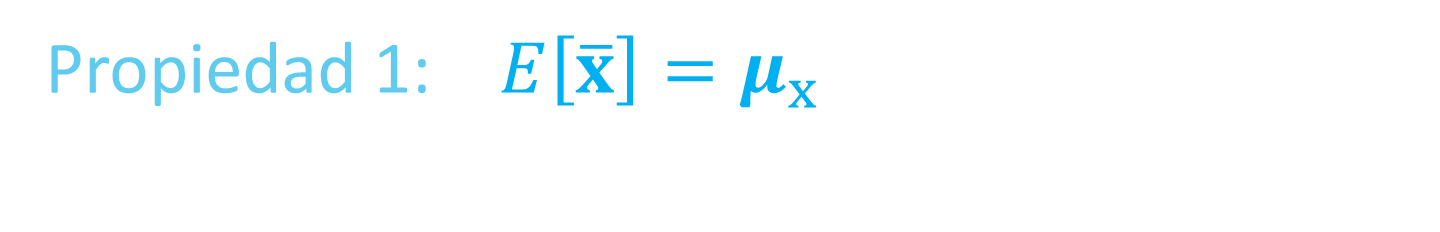 Propiedad 1: 𝐸[𝐱̅] = 𝝁ₓ